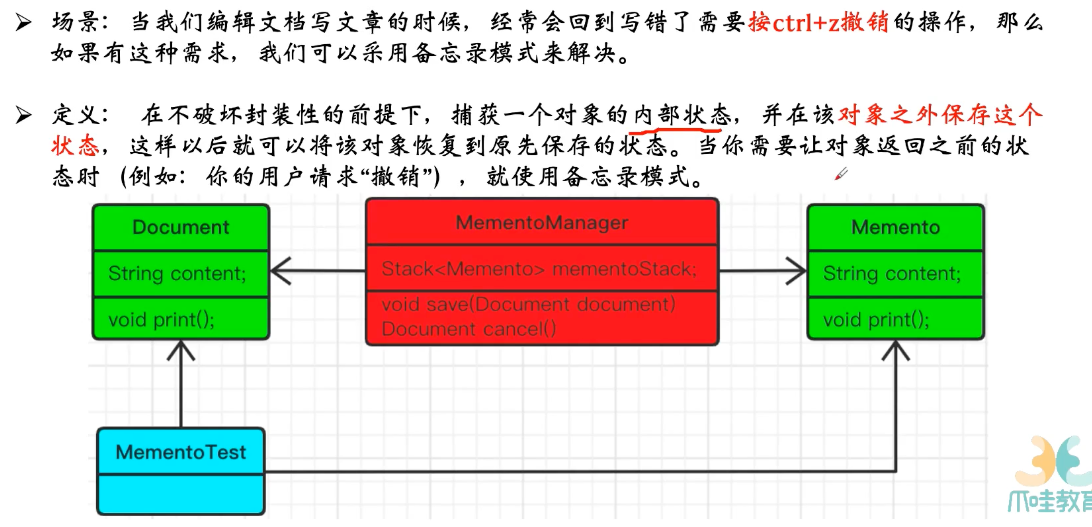 ➤ 场景：当我们编辑文档写文章的时候，经常会回到写错了需要按ctrl+z撤销的操作，那么
如果有这种需求，我们可以采用备忘录模式来解决。
➤ 定义： 在不破坏封装性的前提下，捕获一个对象的内部状态，并在该对象之外保存这个
状态，这样以后就可以将该对象恢复到原先保存的状态。当你需要让对象返回之前的状
态时（例如：你的用户请求“撤销”），就使用备忘录模式。
Document
String content;
void print();
MementoManager
Stack<Memento> mementoStack;
void save(Document document)
Document cancel()
Memento
String content;
void print();
MementoTest
爪哇教育